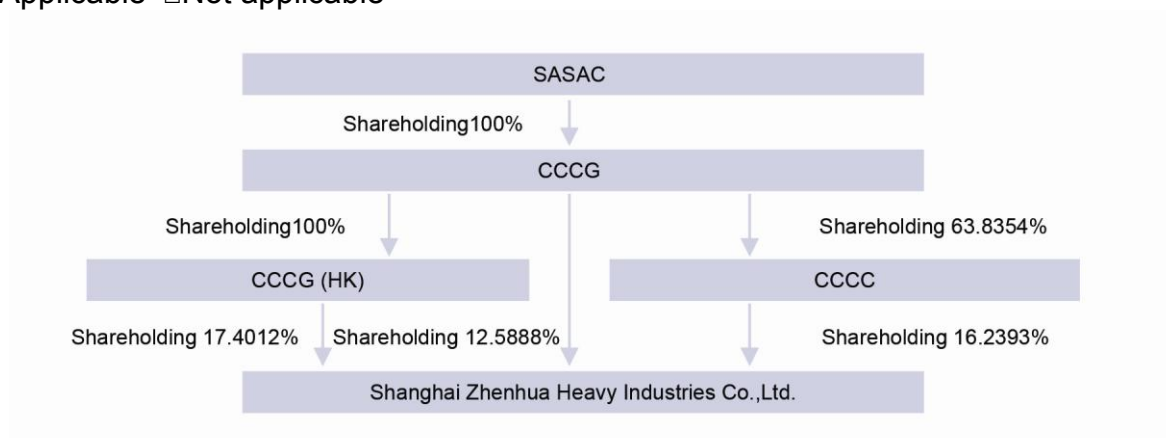 Applicable □Not applicable
SASAC
Shareholding100%
CCCG
Shareholding100%
Shareholding 63.8354%
CCCG (HK)
CCCC
Shareholding 17.4012%
Shareholding 12.5888%
Shareholding 16.2393%
Shanghai Zhenhua Heavy Industries Co.,Ltd.